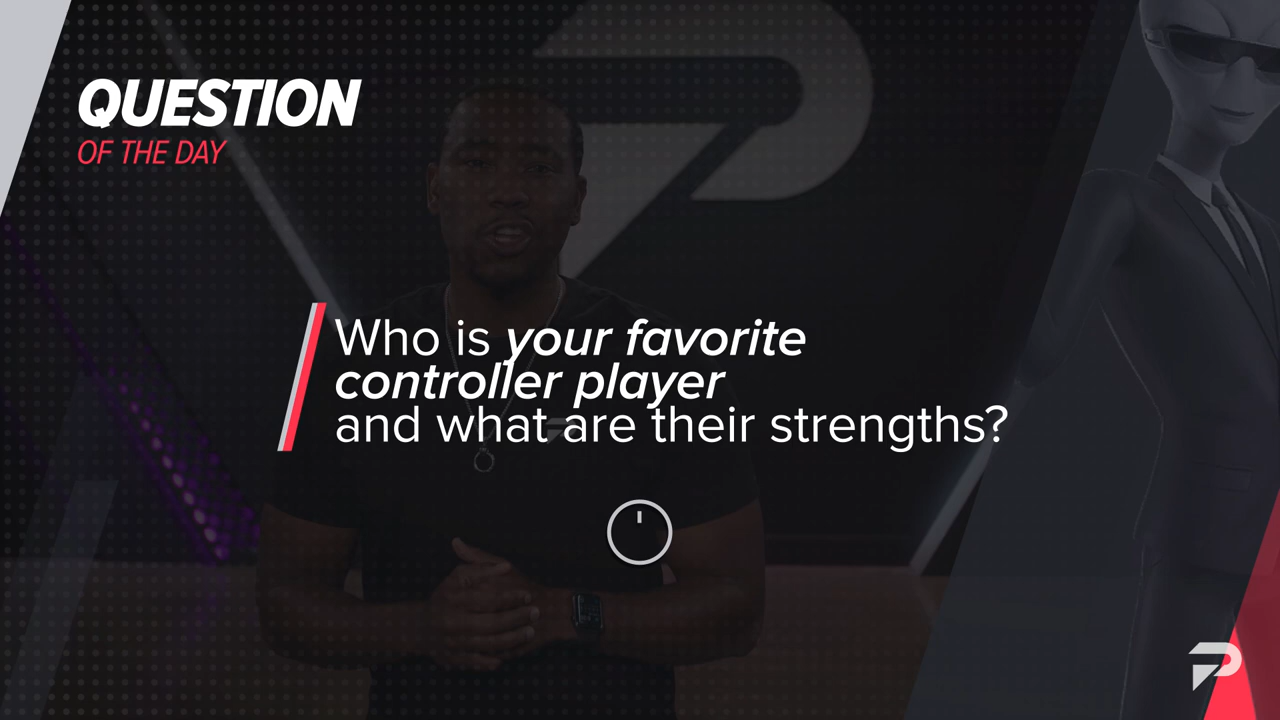 QUESTION
OF THE DAY
Who is your favorite
controller player
and what are their strengths?